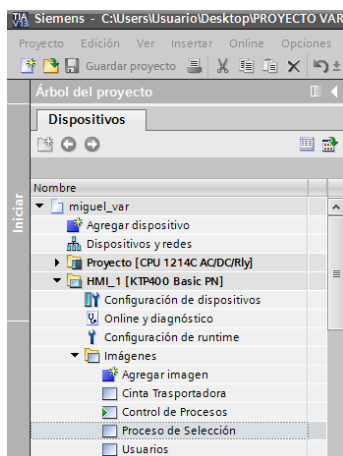 TIA V13 Siemens - C:\Users\Usuario\Desktop\PROYECTO VAR
Proyecto Edición Ver Insertar Online Opciones
Guardar proyecto
Árbol del proyecto
Dispositivos
Iniciar
Nombre
miguel_var
Agregar dispositivo
Dispositivos y redes
Proyecto [CPU 1214C AC/DC/Rly]
HMI_1 [KTP400 Basic PN]
Configuración de dispositivos
Online y diagnóstico
Configuración de runtime
Imágenes
Agregar imagen
Cinta Trasportadora
Control de Procesos
Proceso de Selección
Usuarios